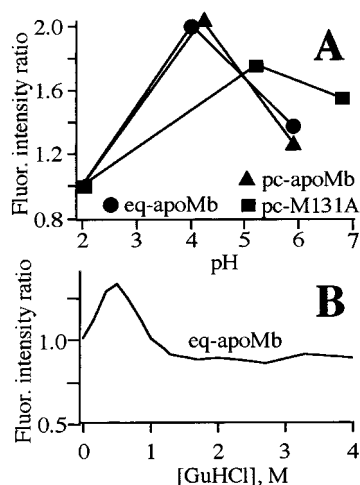 A
Fluor. intensity ratio
2.0
1.6
1.2
0.8
eq-apoMb
pc-apoMb
pc-M131A
2 3 4 5 6 7
pH
B
Fluor. intensity ratio
1.0
0.5
eq-apoMb
0 1 2 3 4
[GuHCl], M